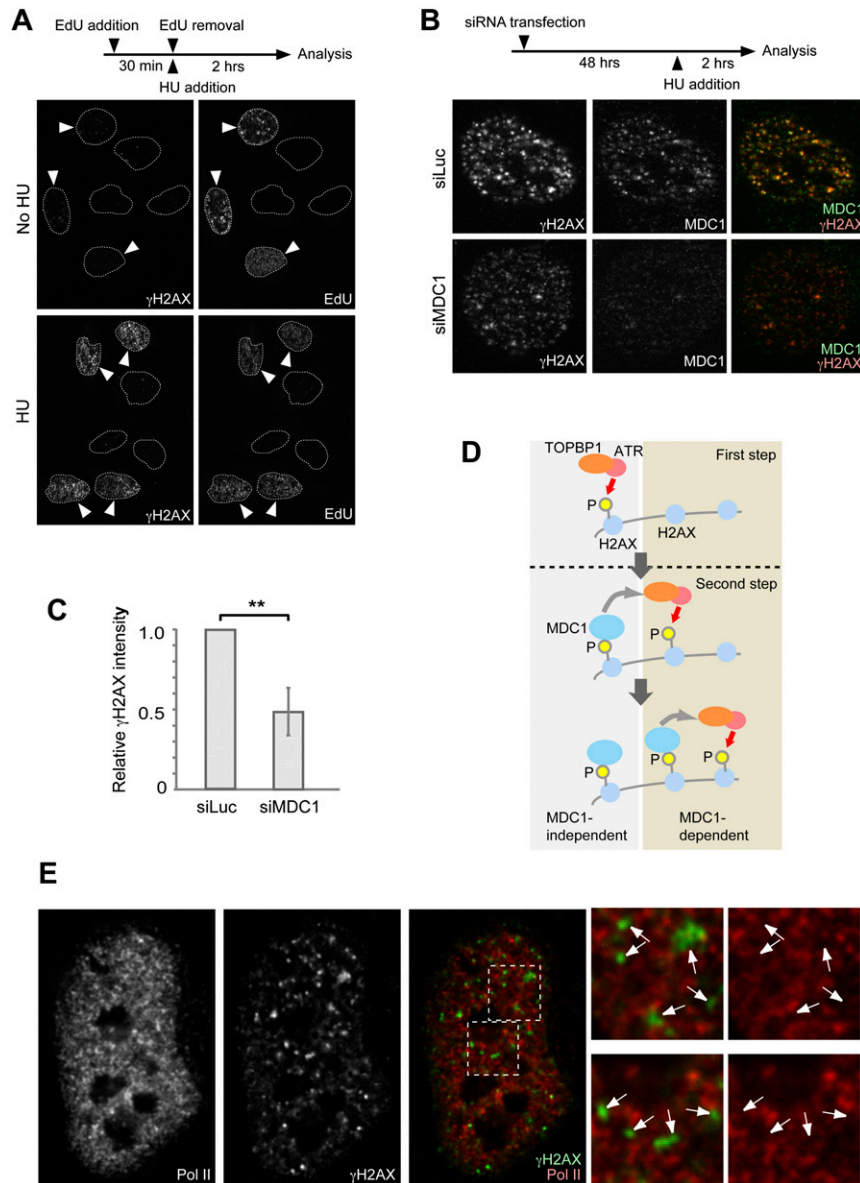 A
EdU addition
EdU removal
30 min
2 hrs
Analysis
HU addition
No HU
γH2AX
EdU
HU
γH2AX
EdU
B
siRNA transfection
48 hrs
2 hrs
Analysis
HU addition
siLuc
γH2AX
MDC1
MDC1
γH2AX
siMDC1
γH2AX
MDC1
MDC1
γH2AX
C
Relative γH2AX intensity
1.0
0.5
0
**
siLuc
siMDC1
D
TOPBP1
ATR
First step
P
H2AX
H2AX
Second step
MDC1
P
P
P
P
P
MDC1-
independent
MDC1-
dependent
E
Pol II
γH2AX
γH2AX
Pol II